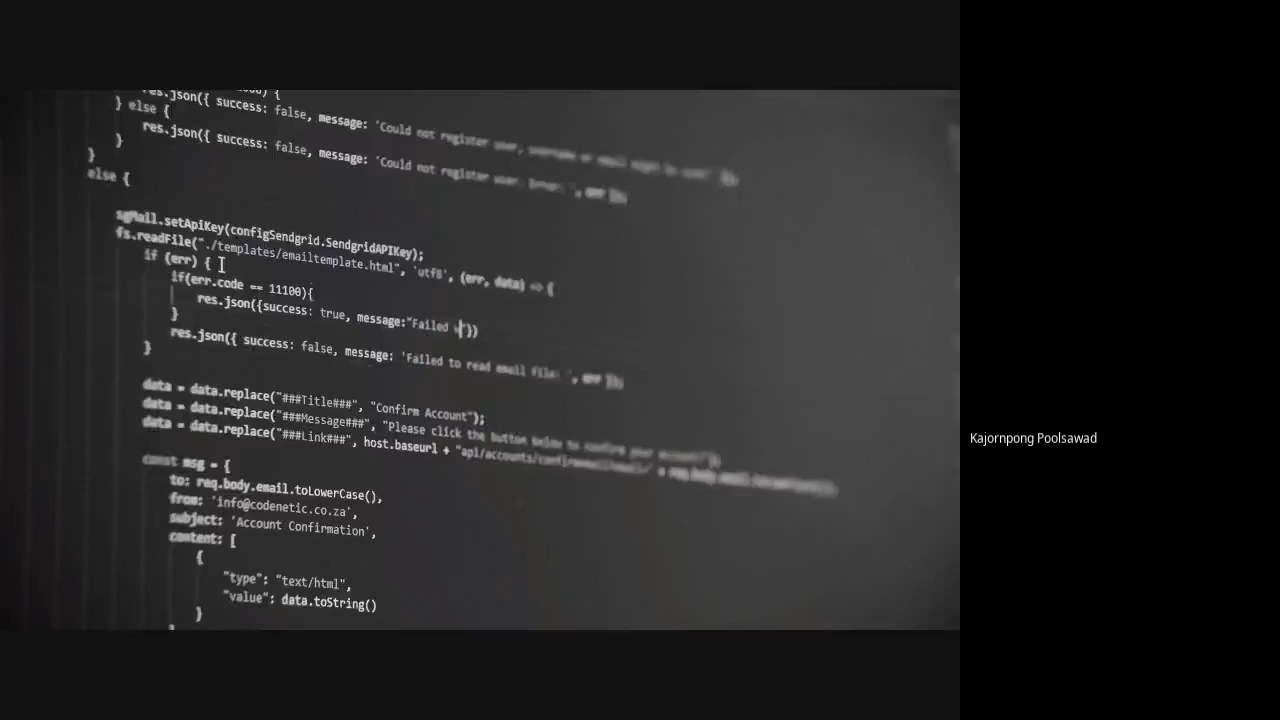 res.json({ success: false, message: 'Could not register user, username or email
} else {
res.json({ success: false, message: 'Could not register user. Error: ', err });
}
}
else {
sgMail.setApiKey(configSendgrid.SendgridAPIKey);
fs.readFile("./templates/emailtemplate.html", 'utf8', (err, data) => {
if (err) {
if(err.code == 11100){
res.json({success: true, message:"Failed "})
}
res.json({ success: false, message: 'Failed to read email file: ', err });
}
data = data.replace("###Title###", "Confirm Account");
data = data.replace("###Message###", "Please click the button below to confirm your account!");
data = data.replace("###Link###", host.baseurl + "api/accounts/
const msg = {
to: req.body.email.toLowerCase(),
from: 'info@codenetic.co.za',
subject: 'Account Confirmation',
content: [
{
"type": "text/html",
"value": data.toString()
}
Kajornpong Poolsawad